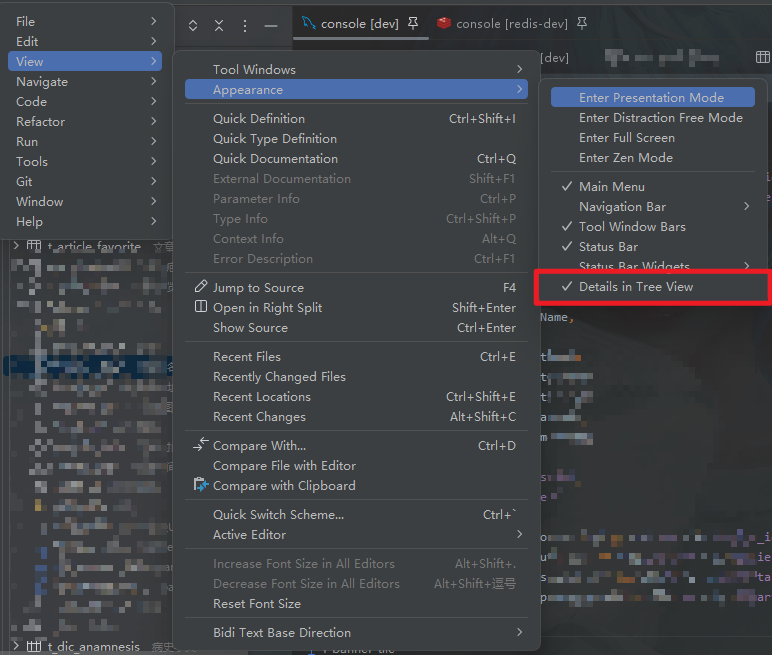 File
Edit
View
Navigate
Code
Refactor
Run
Tools
Git
Window
Help
console [dev]
console [redis-dev]
[dev]
Tool Windows
Appearance
Quick Definition Ctrl+Shift+I
Quick Type Definition
Quick Documentation Ctrl+Q
External Documentation Shift+F1
Parameter Info Ctrl+P
Type Info Ctrl+Shift+P
Context Info Alt+Q
Error Description Ctrl+F1
Jump to Source F4
Open in Right Split Shift+Enter
Show Source Ctrl+Enter
Recent Files Ctrl+E
Recently Changed Files
Recent Locations Ctrl+Shift+E
Recent Changes Alt+Shift+C
Compare With... Ctrl+D
Compare File with Editor
Compare with Clipboard
Quick Switch Scheme... Ctrl+`
Active Editor
Increase Font Size in All Editors Alt+Shift+.
Decrease Font Size in All Editors Alt+Shift+逗号
Reset Font Size
Bidi Text Base Direction
Enter Presentation Mode
Enter Distraction Free Mode
Enter Full Screen
Enter Zen Mode
Main Menu
Navigation Bar
Tool Window Bars
Status Bar
Status Bar Widgets
Details in Tree View
Name,
t_article_favorite
t_dic_anamnesis 病史